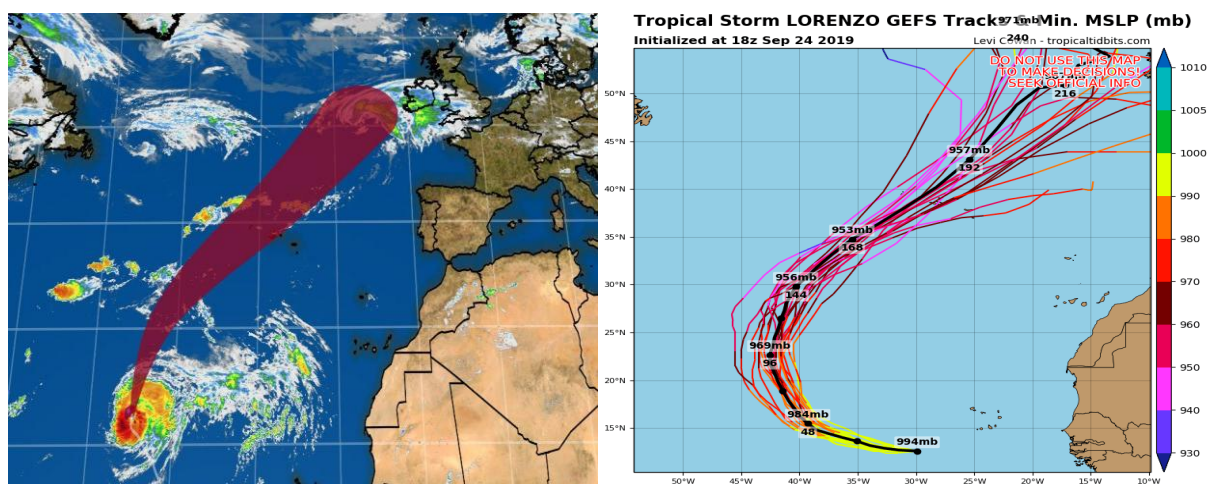 Tropical Storm LORENZO GEFS Tracks & Min. MSLP (mb)
Initialized at 18z Sep 24 2019
Levi Cowan - tropicaltidbits.com
971mb
240
DO NOT USE THIS MAP
TO MAKE DECISIONS!
SEEK OFFICIAL INFO
216
957mb
192
953mb
168
956mb
144
969mb
96
984mb
48
994mb
50°N
45°N
40°N
35°N
30°N
25°N
20°N
15°N
50°W
45°W
40°W
35°W
30°W
25°W
20°W
15°W
10°W
1010
1005
1000
990
980
970
960
950
940
930